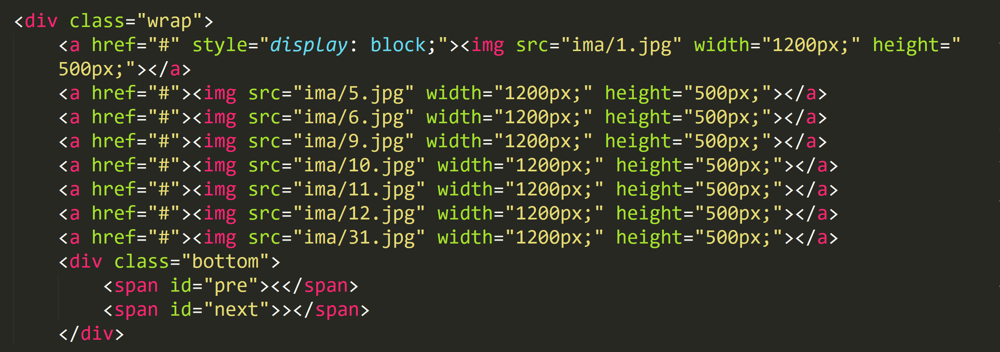 <div class="wrap">
<a href="#" style="display: block;"><img src="ima/1.jpg" width="1200px;" height="
500px;"></a>
<a href="#"><img src="ima/5.jpg" width="1200px;" height="500px;"></a>
<a href="#"><img src="ima/6.jpg" width="1200px;" height="500px;"></a>
<a href="#"><img src="ima/9.jpg" width="1200px;" height="500px;"></a>
<a href="#"><img src="ima/10.jpg" width="1200px;" height="500px;"></a>
<a href="#"><img src="ima/11.jpg" width="1200px;" height="500px;"></a>
<a href="#"><img src="ima/12.jpg" width="1200px;" height="500px;"></a>
<a href="#"><img src="ima/31.jpg" width="1200px;" height="500px;"></a>
<div class="bottom">
<span id="pre"><</span>
<span id="next">></span>
</div>